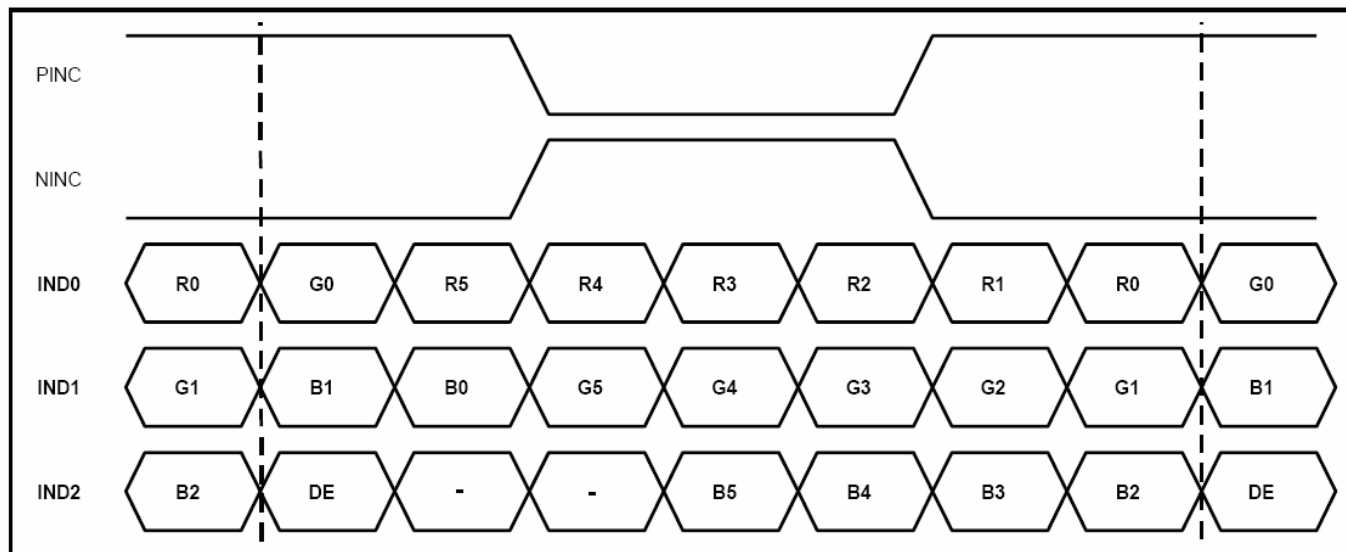 PINC
NINC
IND0 R0 G0 R5 R4 R3 R2 R1 R0 G0
IND1 G1 B1 B0 G5 G4 G3 G2 G1 B1
IND2 B2 DE - - B5 B4 B3 B2 DE